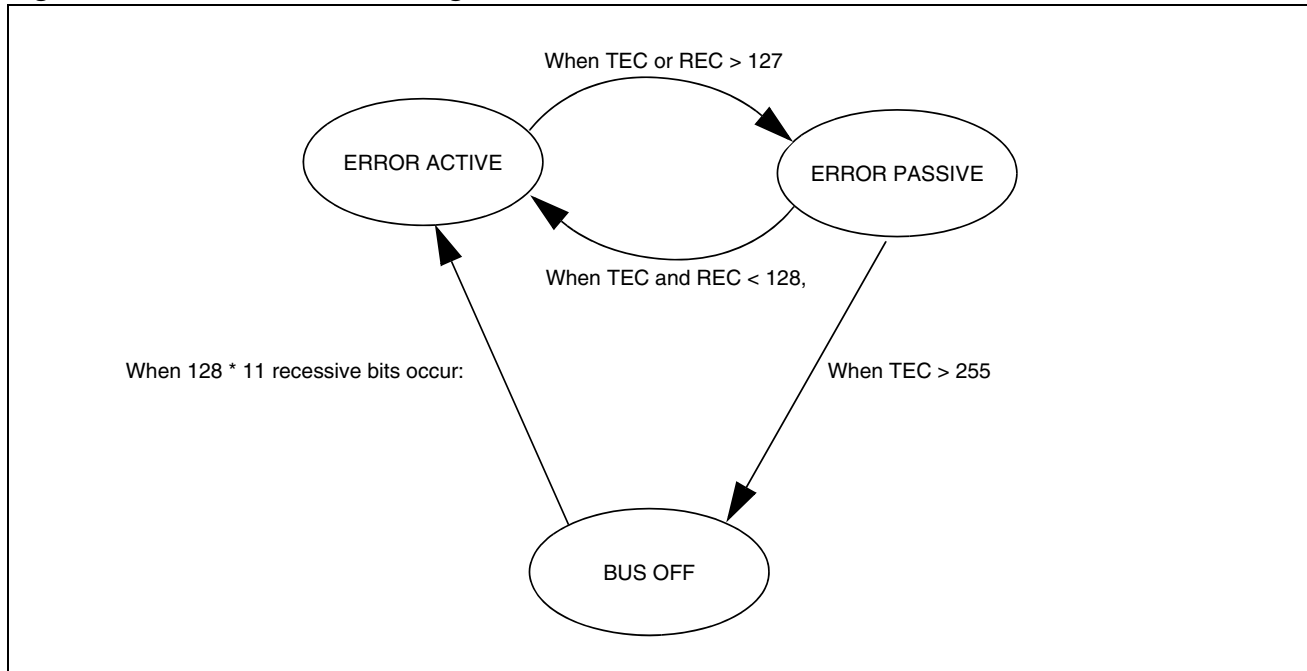 When TEC or REC > 127
ERROR ACTIVE
ERROR PASSIVE
When TEC and REC < 128,
When 128 * 11 recessive bits occur:
When TEC > 255
BUS OFF